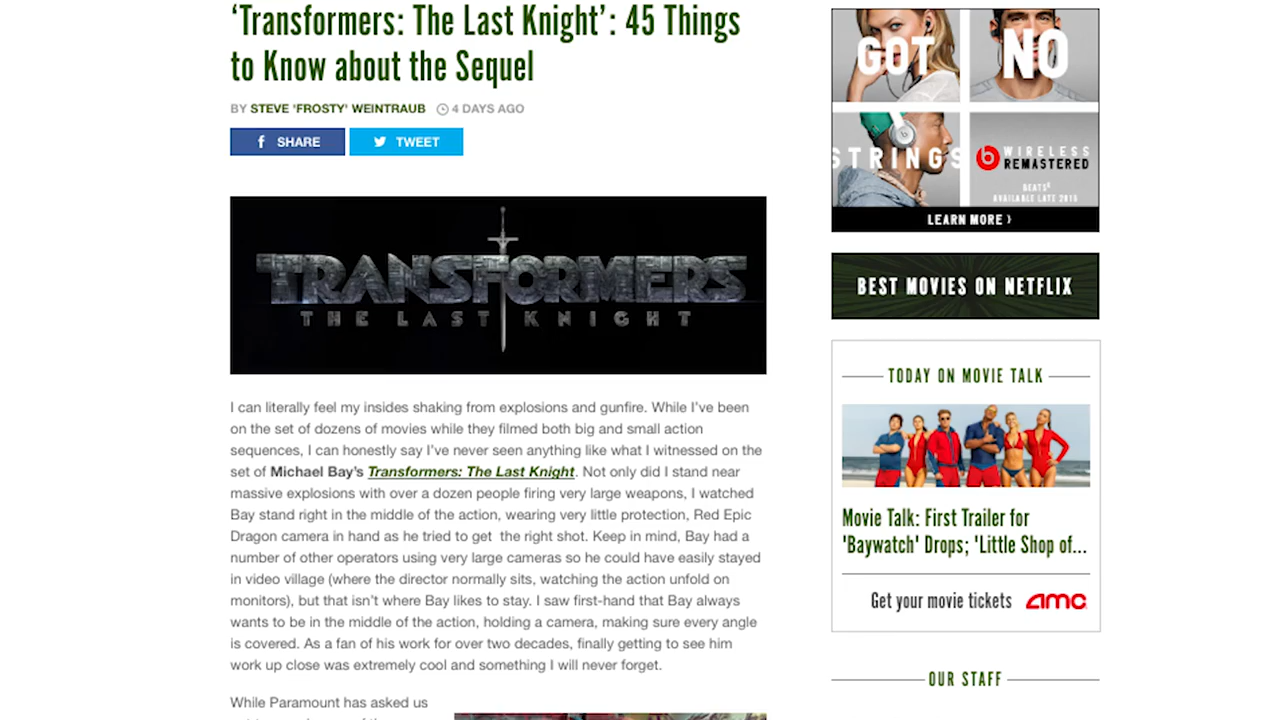 ‘Transformers: The Last Knight’: 45 Things
to Know about the Sequel
BY STEVE 'FROSTY' WEINTRAUB 4 DAYS AGO
f SHARE TWEET
TRANSFORMERS
THE LAST KNIGHT
I can literally feel my insides shaking from explosions and gunfire. While I've been
on the set of dozens of movies while they filmed both big and small action
sequences, I can honestly say I've never seen anything like what I witnessed on the
set of Michael Bay's Transformers: The Last Knight. Not only did I stand near
massive explosions with over a dozen people firing very large weapons, I watched
Bay stand right in the middle of the action, wearing very little protection, Red Epic
Dragon camera in hand as he tried to get the right shot. Keep in mind, Bay had a
number of other operators using very large cameras so he could have easily stayed
in video village (where the director normally sits, watching the action unfold on
monitors), but that isn't where Bay likes to stay. I saw first-hand that Bay always
wants to be in the middle of the action, holding a camera, making sure every angle
is covered. As a fan of his work for over two decades, finally getting to see him
work up close was extremely cool and something I will never forget.
While Paramount has asked us
GOT NO
STRINGS
b WIRELESS
REMASTERED
BEATS
AVAILABLE LATE 2016
LEARN MORE ⟩
BEST MOVIES ON NETFLIX
TODAY ON MOVIE TALK
Movie Talk: First Trailer for
'Baywatch' Drops; 'Little Shop of...
Get your movie tickets amc
OUR STAFF